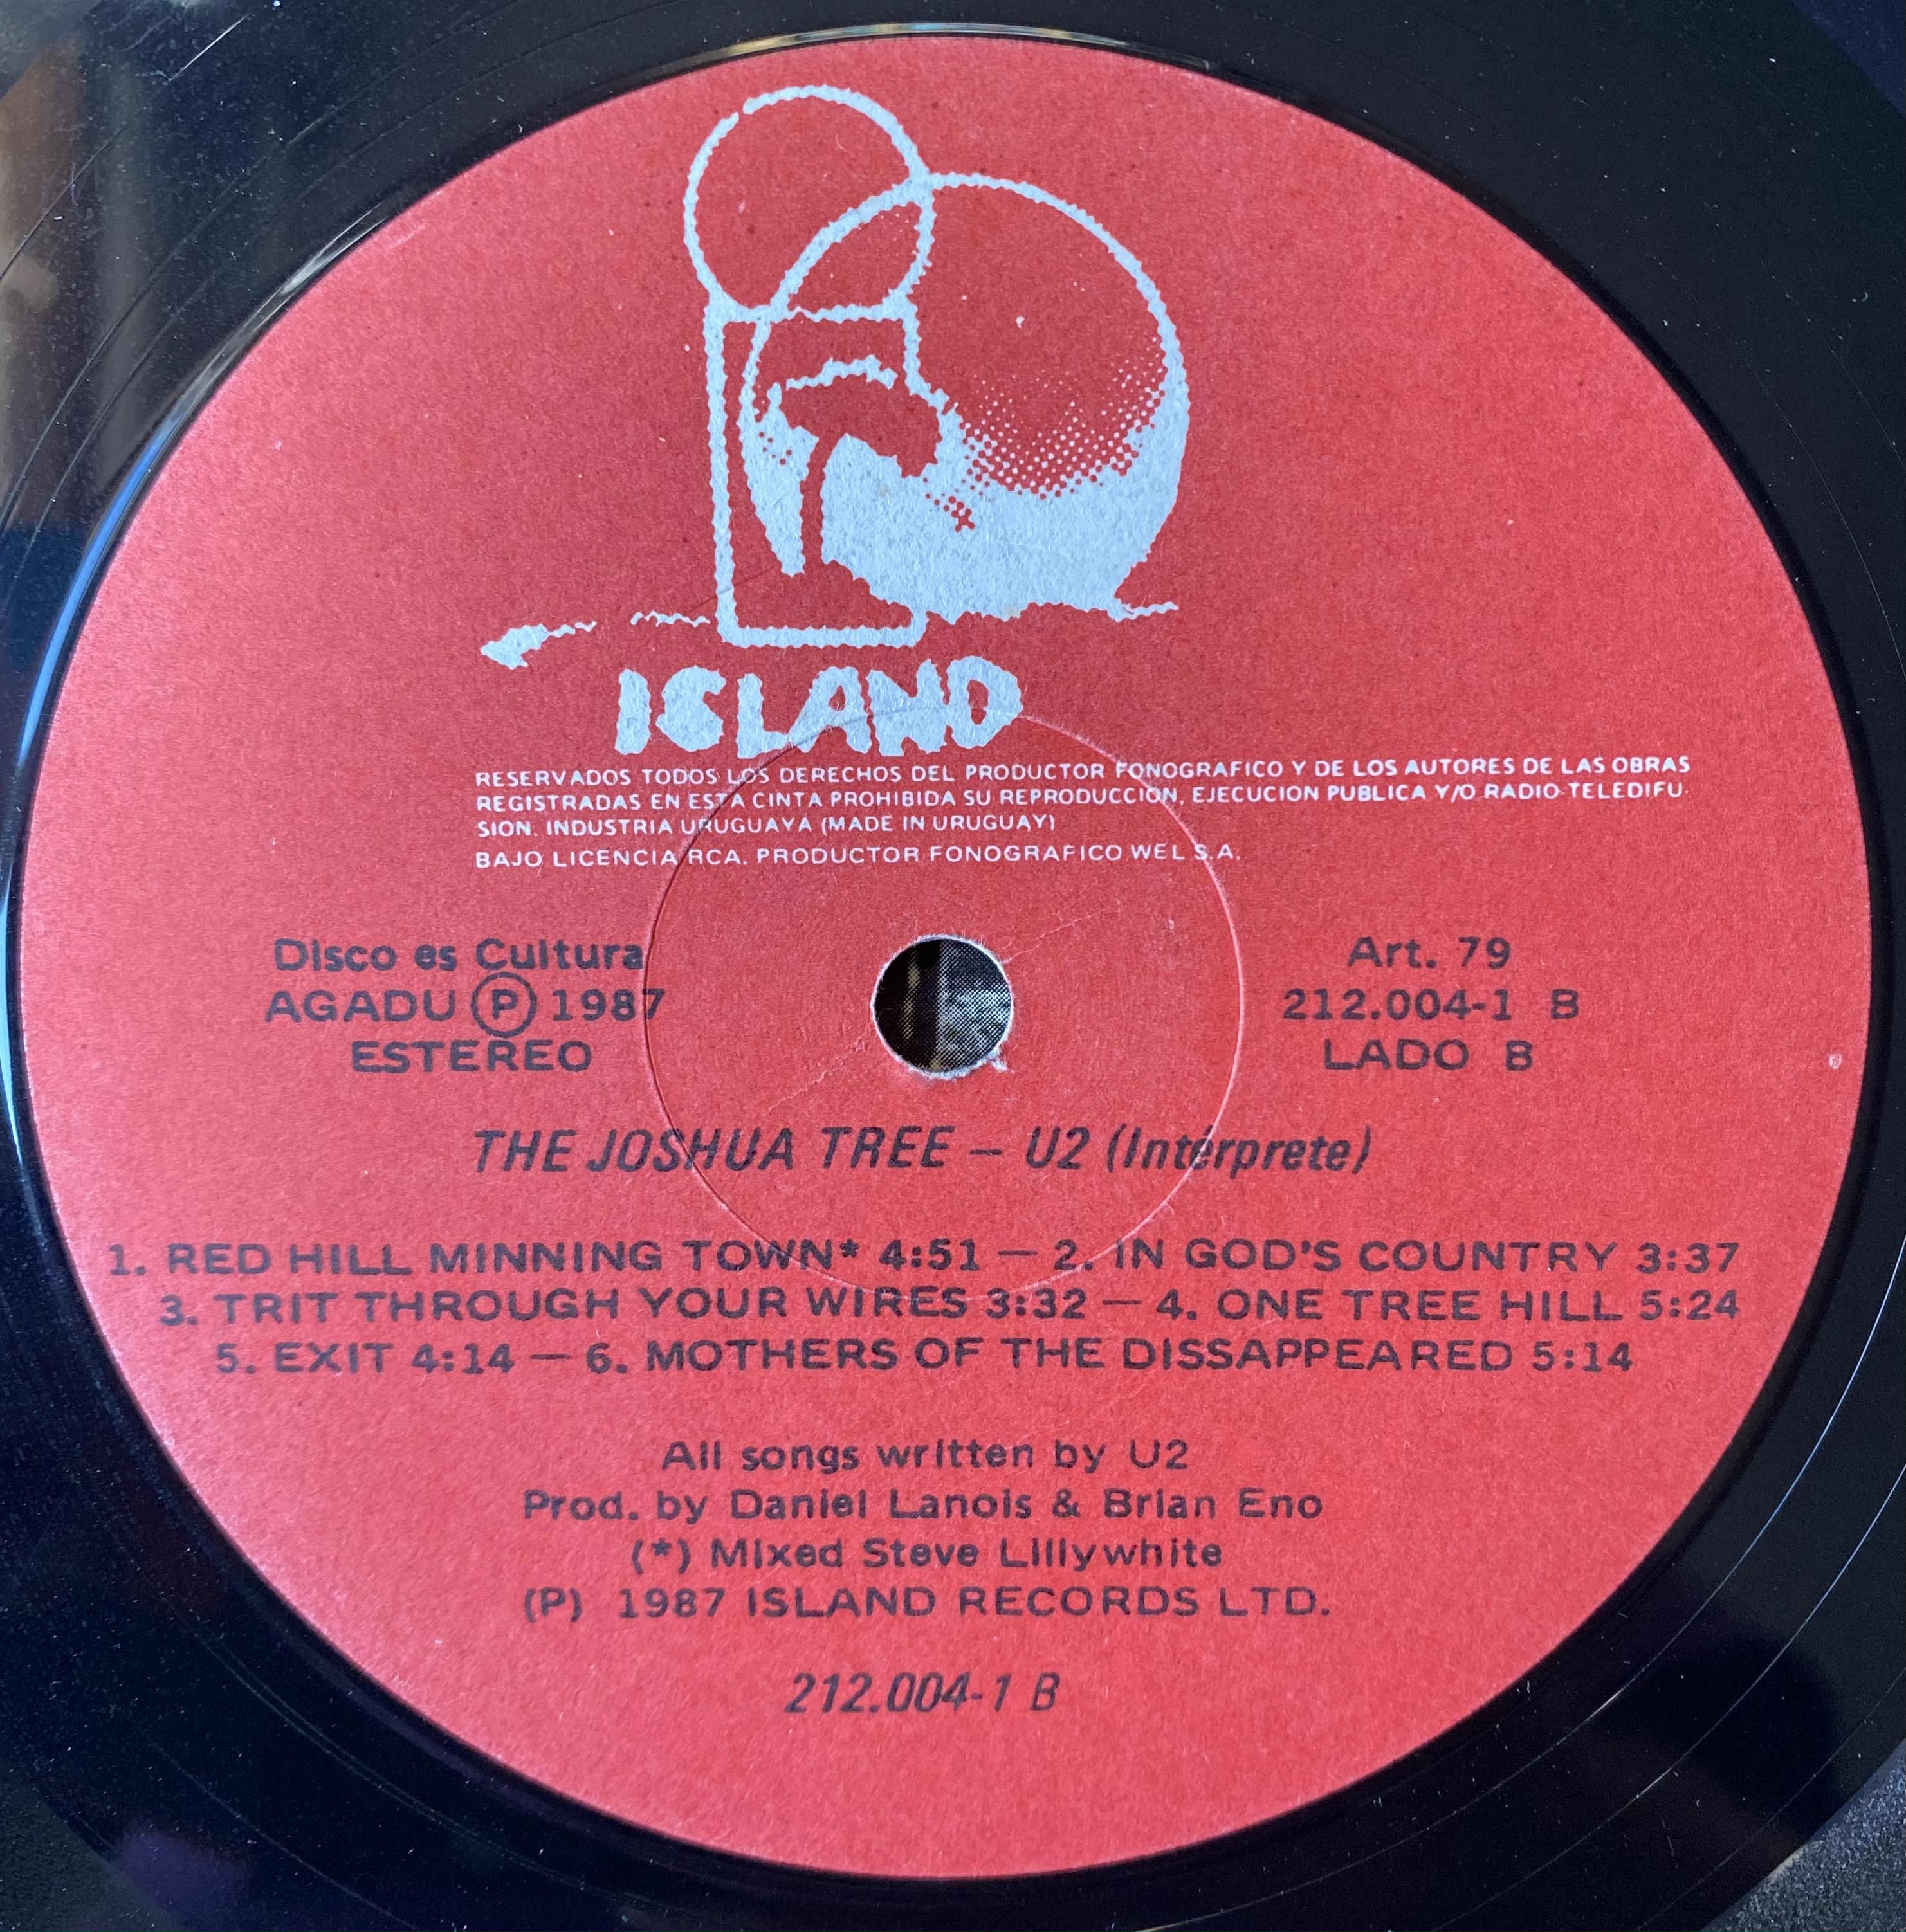 ISLAND
RESERVADOS TODOS LOS DERECHOS DEL PRODUCTOR FONOGRAFICO Y DE LOS AUTORES DE LAS OBRAS
REGISTRADAS EN ESTA CINTA PROHIBIDA SU REPRODUCCION, EJECUCION PUBLICA Y/O RADIO-TELEDIFU-
SION. INDUSTRIA URUGUAYA (MADE IN URUGUAY)
BAJO LICENCIA RCA. PRODUCTOR FONOGRAFICO WEL S.A.
Disco es Cultura
AGADU Ⓟ 1987
ESTEREO
Art. 79
212.004-1 B
LADO B
THE JOSHUA TREE – U2 (Intérprete)
1. RED HILL MINNING TOWN* 4:51 — 2. IN GOD'S COUNTRY 3:37
3. TRIT THROUGH YOUR WIRES 3:32 — 4. ONE TREE HILL 5:24
5. EXIT 4:14 — 6. MOTHERS OF THE DISSAPPEARED 5:14
All songs written by U2
Prod. by Daniel Lanois & Brian Eno
(*) Mixed Steve Lillywhite
(P) 1987 ISLAND RECORDS LTD.
212.004-1 B